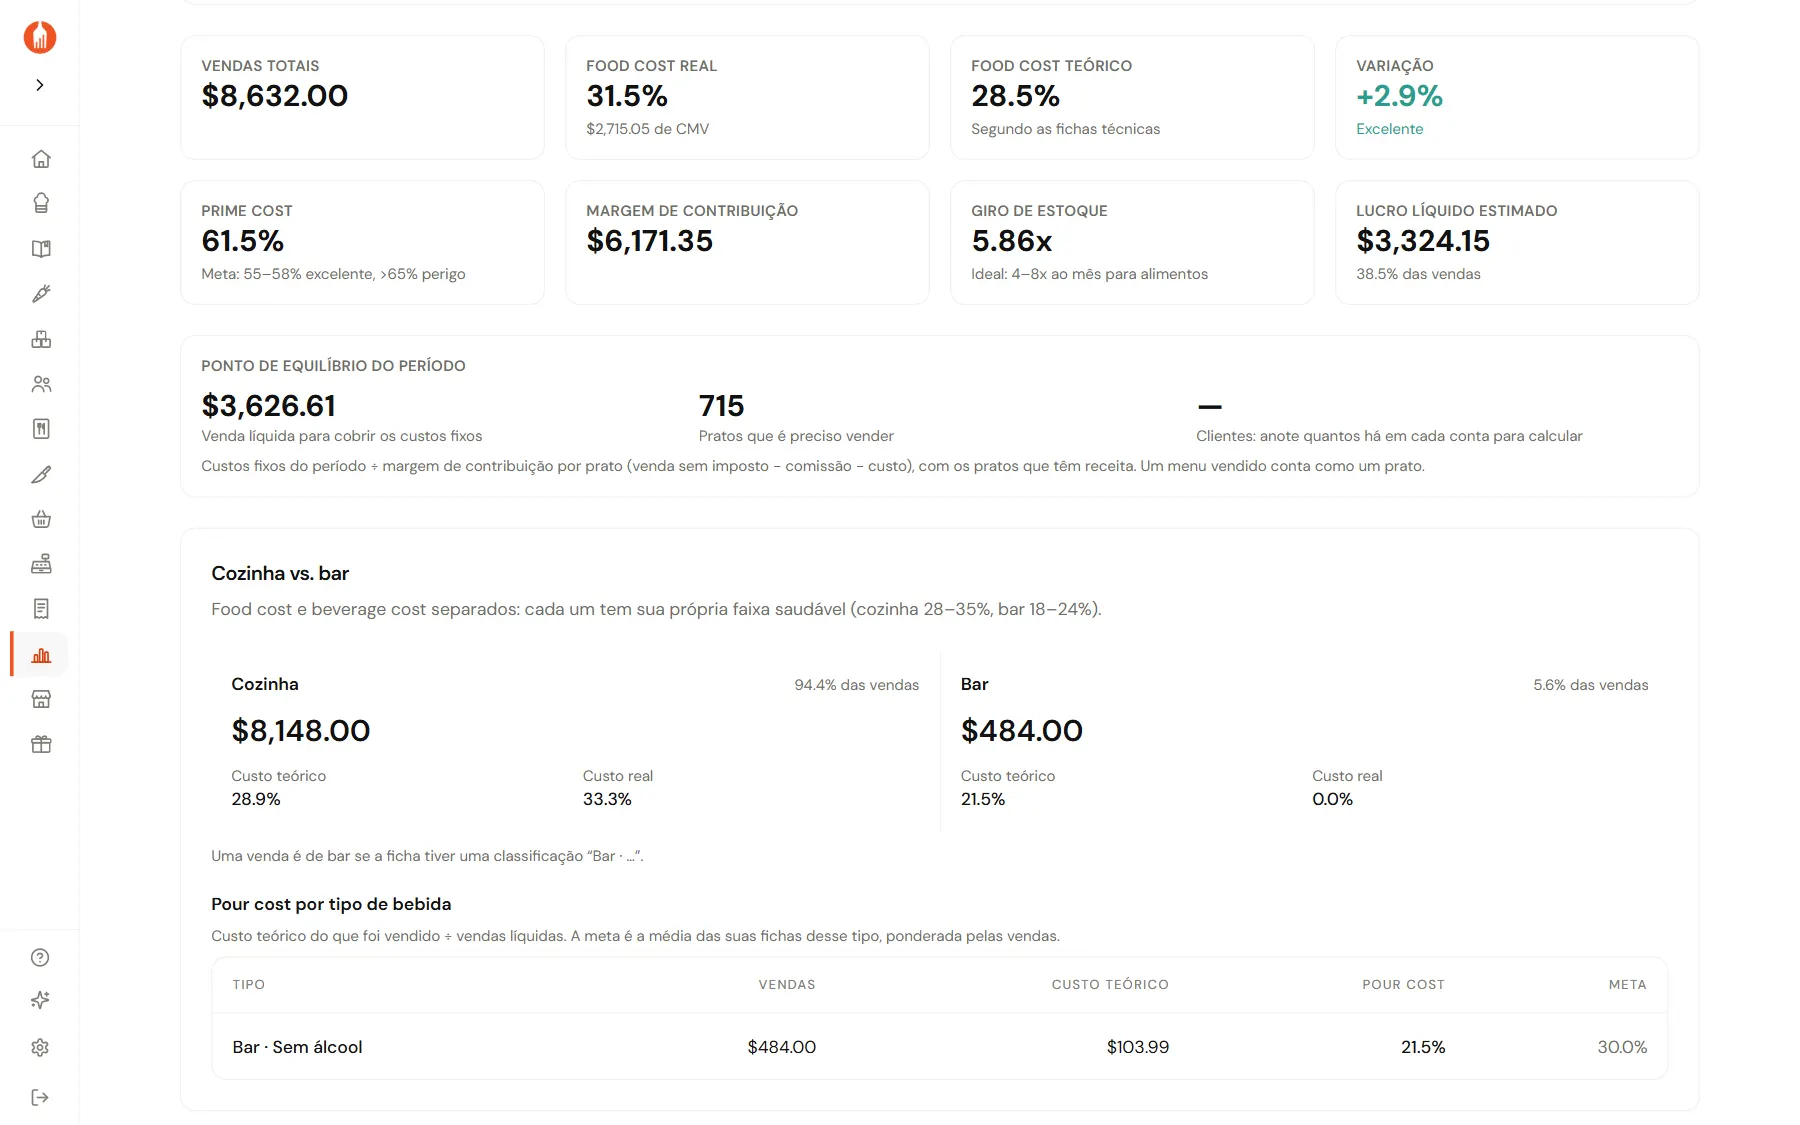 VENDAS TOTAIS
$8,632.00
FOOD COST REAL
31.5%
$2,715.05 de CMV
FOOD COST TEÓRICO
28.5%
Segundo as fichas técnicas
VARIAÇÃO
+2.9%
Excelente
PRIME COST
61.5%
Meta: 55–58% excelente, >65% perigo
MARGEM DE CONTRIBUIÇÃO
$6,171.35
GIRO DE ESTOQUE
5.86x
Ideal: 4–8x ao mês para alimentos
LUCRO LÍQUIDO ESTIMADO
$3,324.15
38.5% das vendas
PONTO DE EQUILÍBRIO DO PERÍODO
$3,626.61
Venda líquida para cobrir os custos fixos
715
Pratos que é preciso vender
—
Clientes: anote quantos há em cada conta para calcular
Custos fixos do período ÷ margem de contribuição por prato (venda sem imposto − comissão − custo), com os pratos que têm receita. Um menu vendido conta como um prato.
Cozinha vs. bar
Food cost e beverage cost separados: cada um tem sua própria faixa saudável (cozinha 28–35%, bar 18–24%).
Cozinha
94.4% das vendas
$8,148.00
Custo teórico
28.9%
Custo real
33.3%
Bar
5.6% das vendas
$484.00
Custo teórico
21.5%
Custo real
0.0%
Uma venda é de bar se a ficha tiver uma classificação “Bar · …”.
Pour cost por tipo de bebida
Custo teórico do que foi vendido ÷ vendas líquidas. A meta é a média das suas fichas desse tipo, ponderada pelas vendas.
TIPO VENDAS CUSTO TEÓRICO POUR COST META
Bar · Sem álcool $484.00 $103.99 21.5% 30.0%